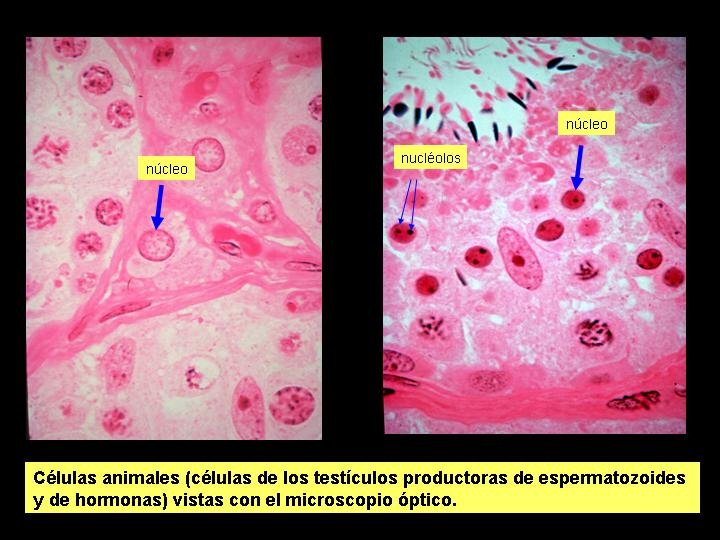 núcleo
nucléolos
núcleo
Células animales (células de los testículos productoras de espermatozoides
y de hormonas) vistas con el microscopio óptico.